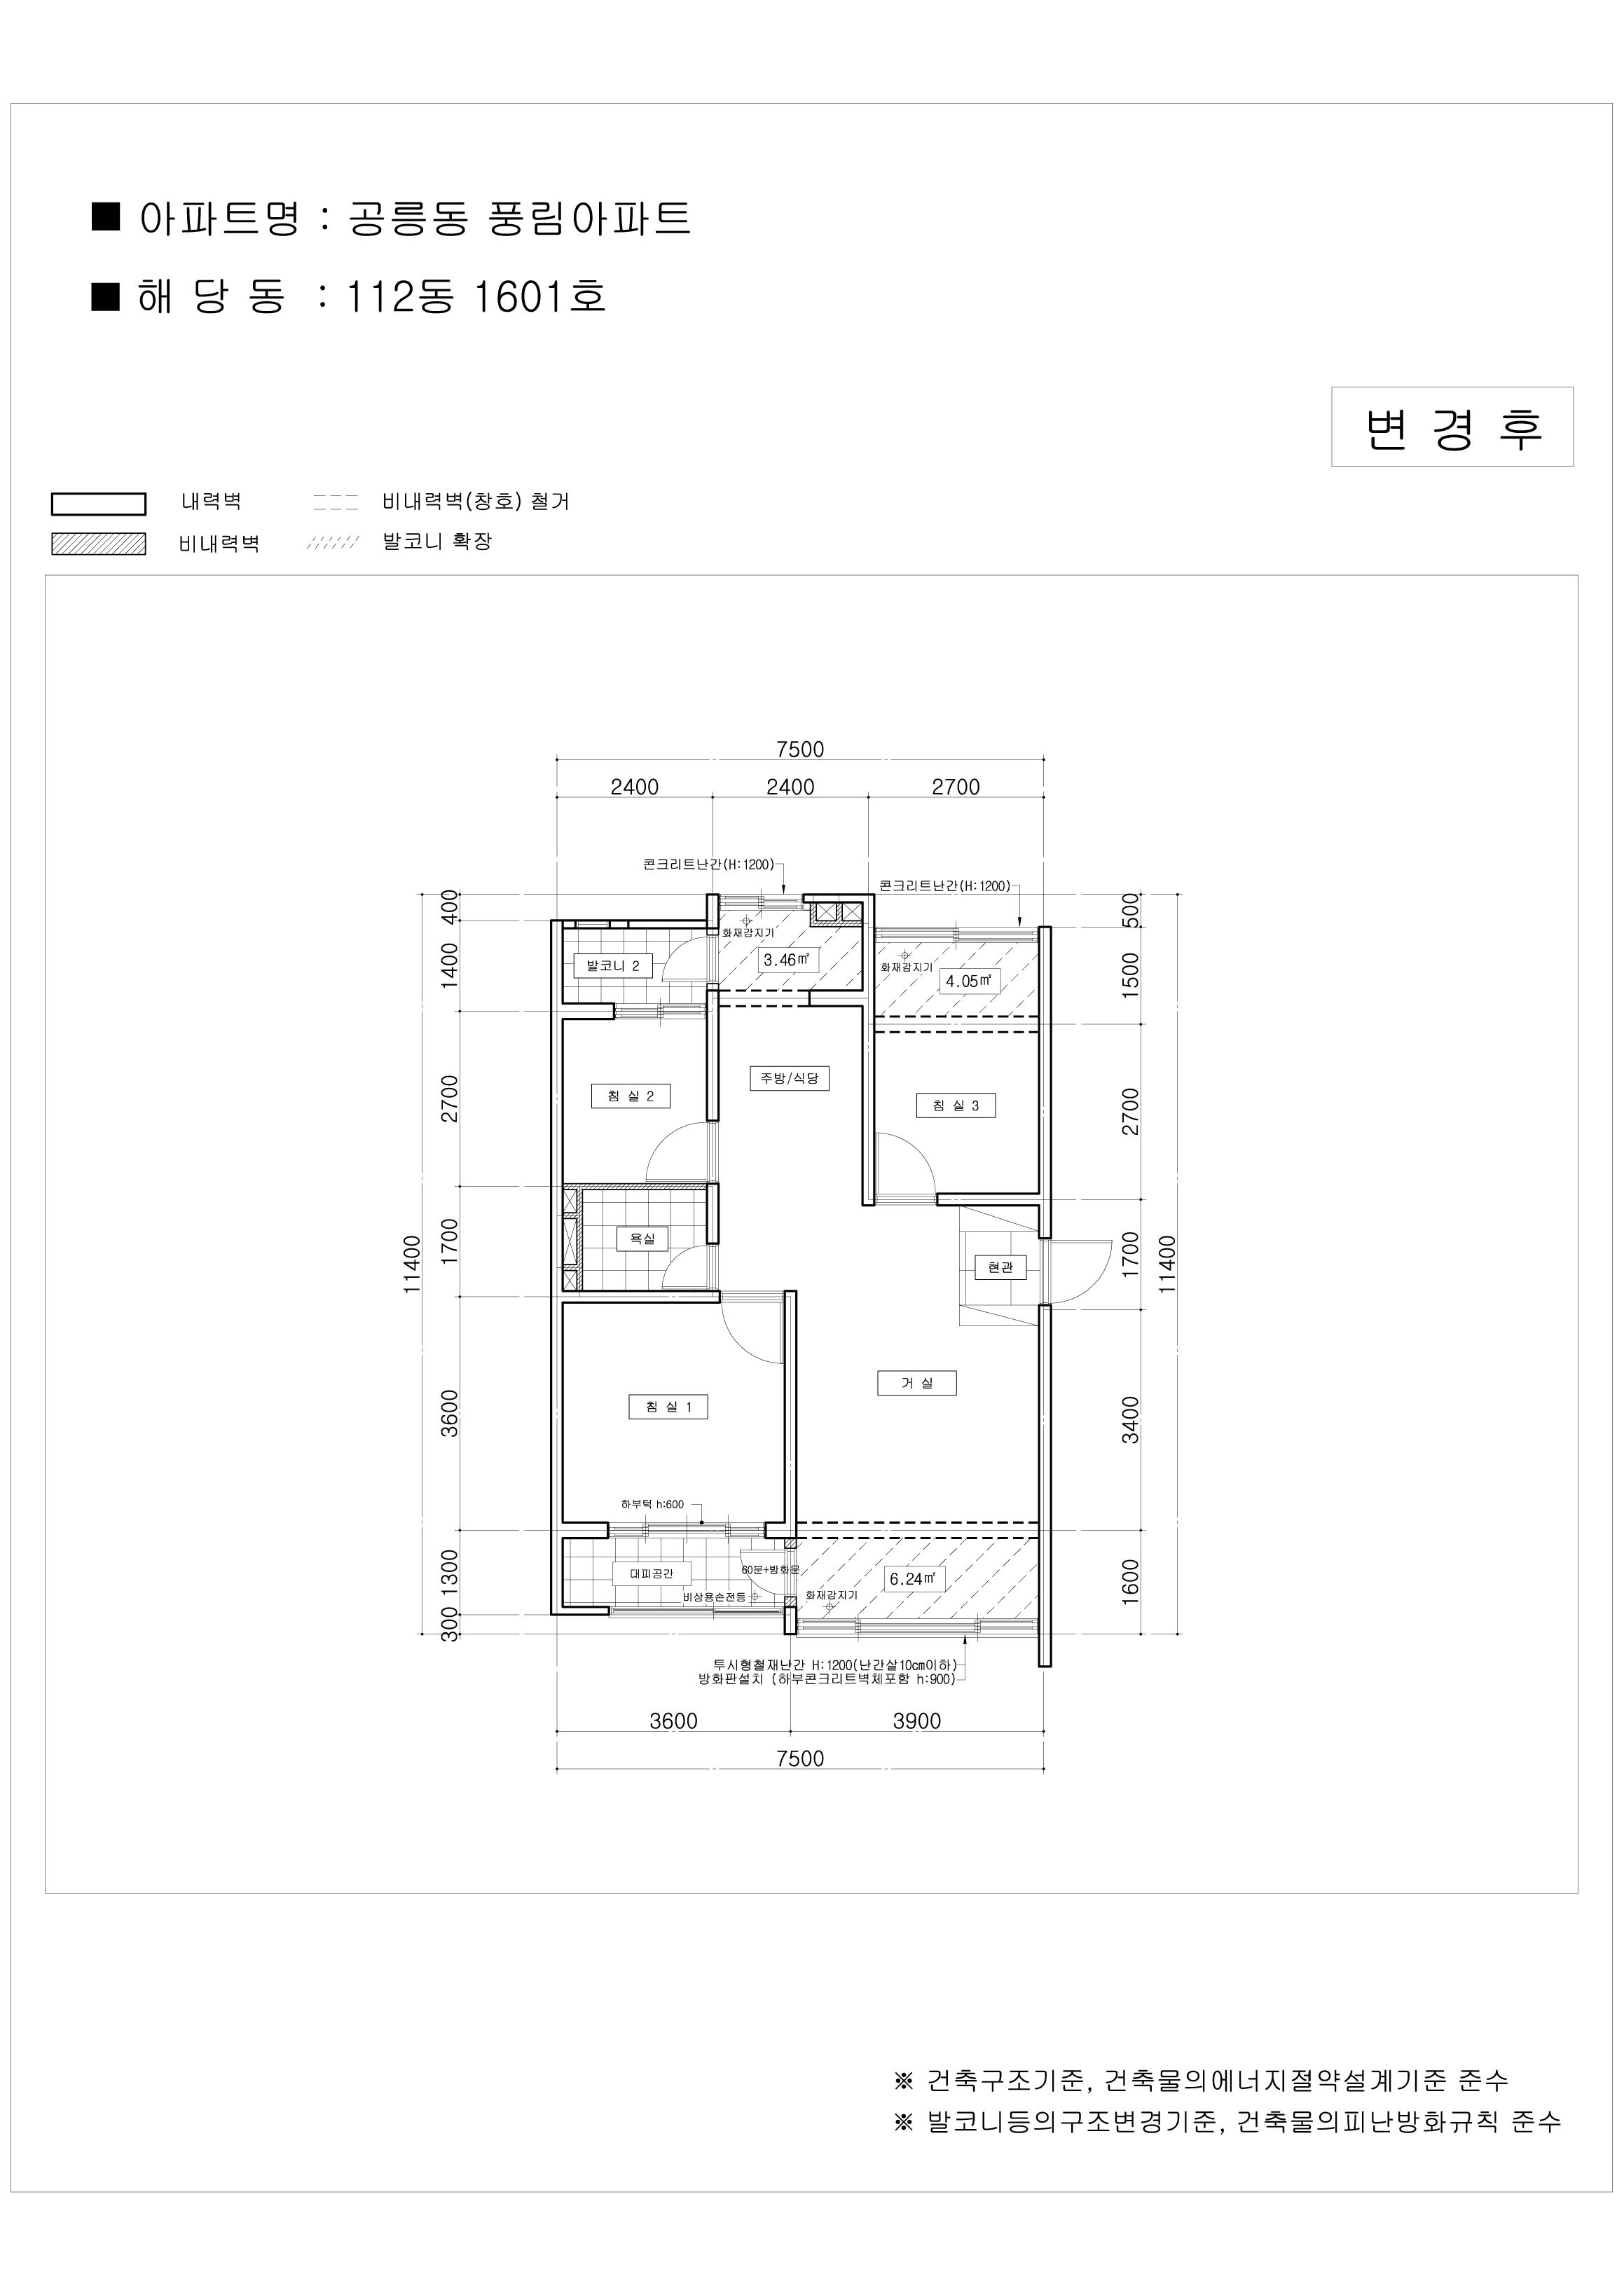 ■ 아파트명 : 공릉동 풍림아파트
■ 해 당 동 : 112동 1601호
변 경 후
내력벽
비내력벽(창호) 철거
비내력벽
발코니 확장
7500
2400
2400
2700
콘크리트난간(H:1200)
콘크리트난간(H:1200)
400
500
화재감지기
발코니 2
3.46㎡
화재감지기
4.05㎡
1400
1500
주방/식당
침 실 2
침 실 3
2700
2700
욕실
현관
1700
1700
11400
11400
거 실
침 실 1
3600
3400
하부턱 h:600
대피공간
60분+방화문
6.24㎡
비상용손전등
화재감지기
1300
1600
300
투시형철재난간 H:1200(난간살10cm이하)
방화판설치 (하부콘크리트벽체포함 h:900)
3600
3900
7500
※ 건축구조기준, 건축물의에너지절약설계기준 준수
※ 발코니등의구조변경기준, 건축물의피난방화규칙 준수